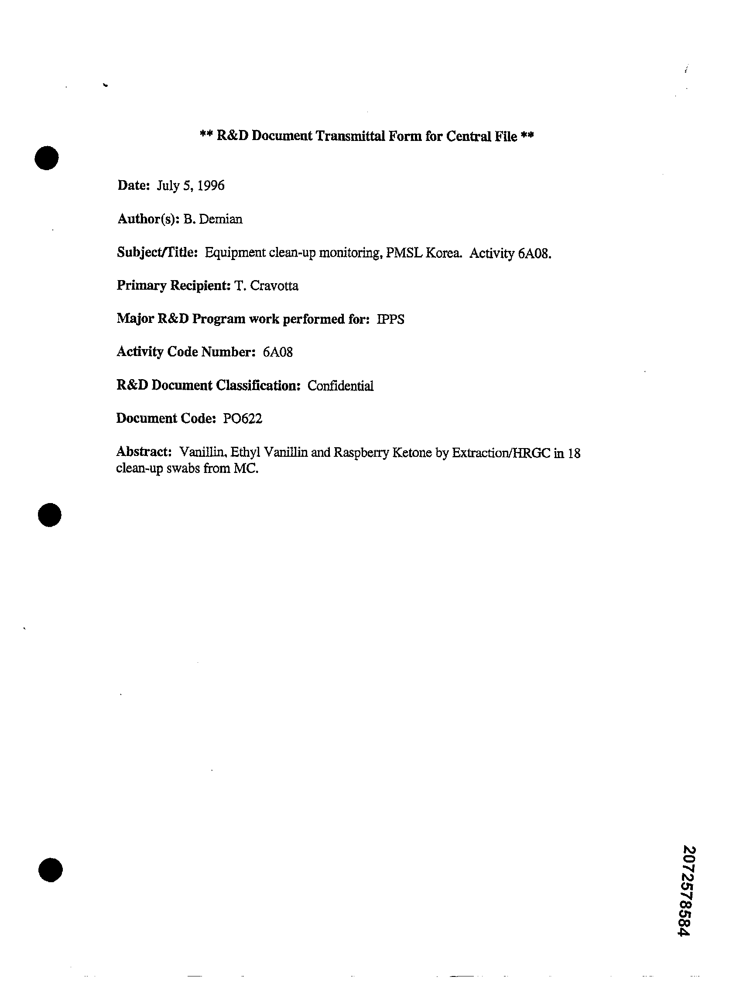 ** R&D Document Transmittal Form for Central File **
Date: July 5, 1996
Author(s): B. Demian
Subject/Title: Equipment clean-up monitoring, PMSL Korea. Activity 6A08.
Primary Recipient: T. Cravotta
Major R&D Program work performed for: IPPS
Activity Code Number: 6A08
R&D Document Classification: Confidential
Document Code: PO622
Abstract: Vanillin, Ethyl Vanillin and Raspberry Ketone by Extraction/HRGC in 18
clean-up swabs from MC.
2072578584